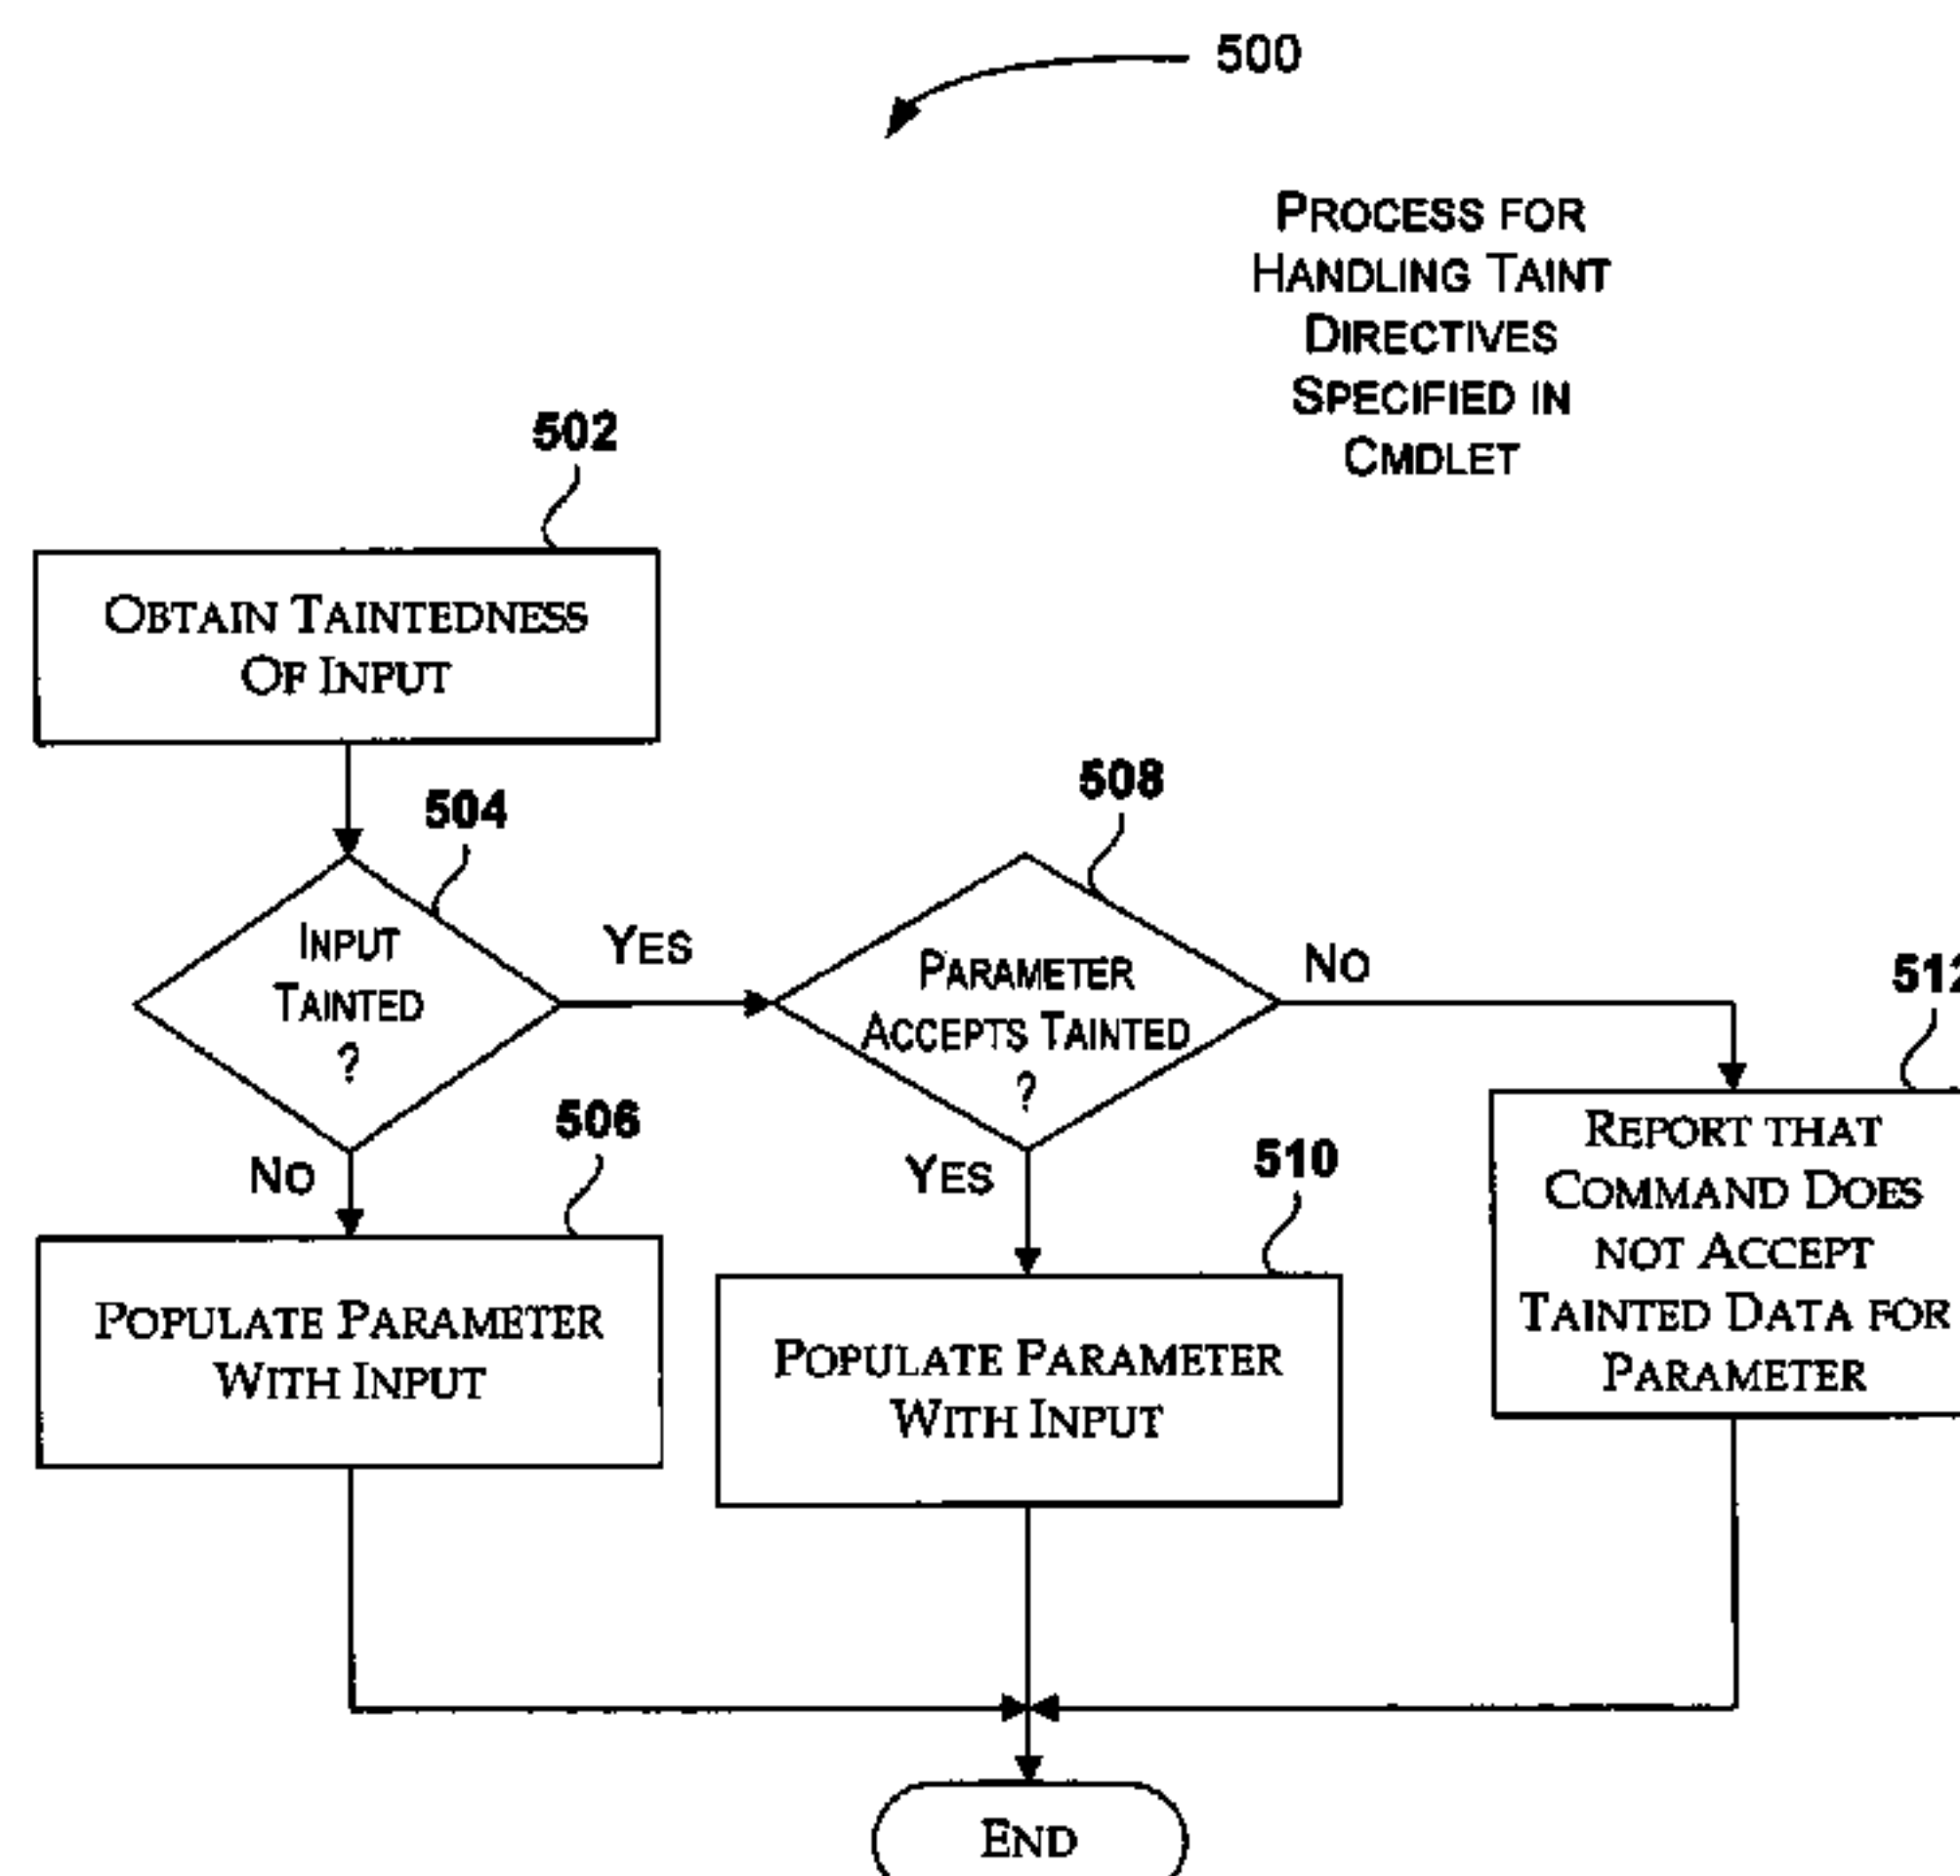 500
PROCESS FOR
HANDLING TAINT
DIRECTIVES
SPECIFIED IN
CMDLET
502
OBTAIN TAINTEDNESS
OF INPUT
504
INPUT
TAINTED
?
YES
NO
508
PARAMETER
ACCEPTS TAINTED
?
NO
YES
506
POPULATE PARAMETER
WITH INPUT
510
POPULATE PARAMETER
WITH INPUT
512
REPORT THAT
COMMAND DOES
NOT ACCEPT
TAINTED DATA FOR
PARAMETER
END